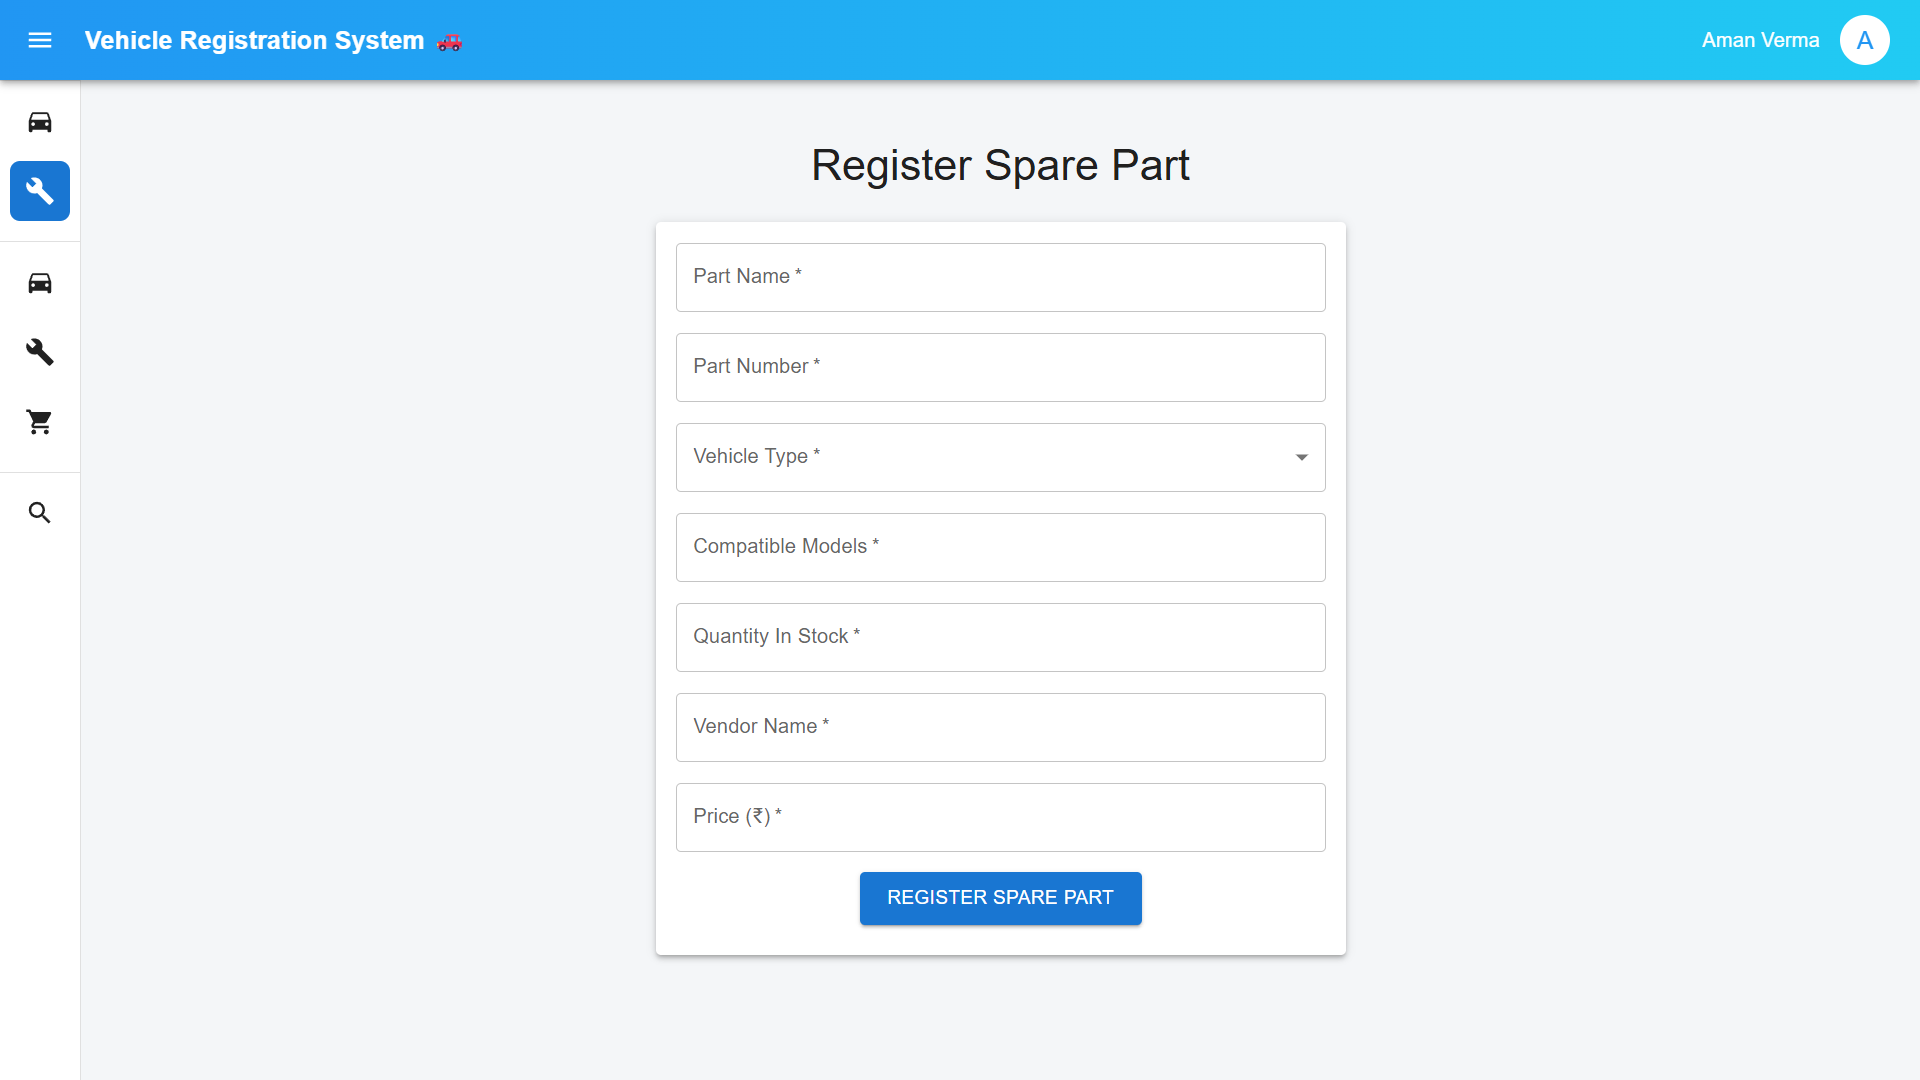 Vehicle Registration System 🛻
Aman Verma
A
Register Spare Part
Part Name *
Part Number *
Vehicle Type *
Compatible Models *
Quantity In Stock *
Vendor Name *
Price (₹) *
REGISTER SPARE PART